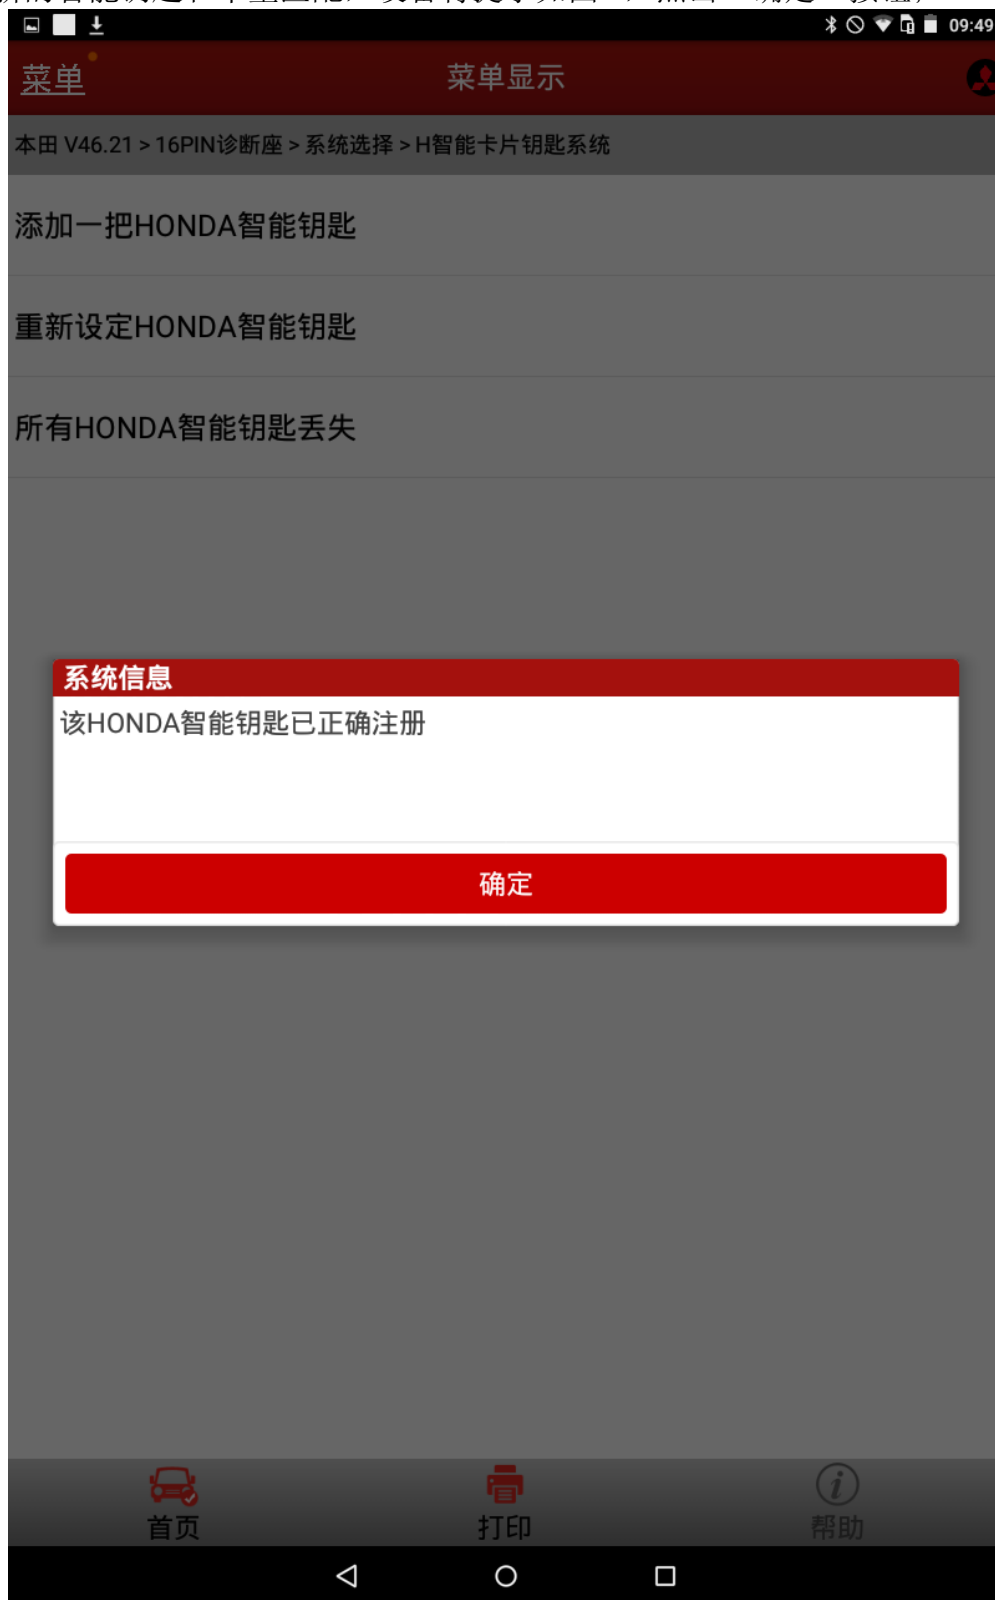 09:49
菜单
菜单显示
本田 V46.21 > 16PIN诊断座 > 系统选择 > H智能卡片钥匙系统
添加一把HONDA智能钥匙
重新设定HONDA智能钥匙
所有HONDA智能钥匙丢失
系统信息
该HONDA智能钥匙已正确注册
确定
首页
打印
帮助